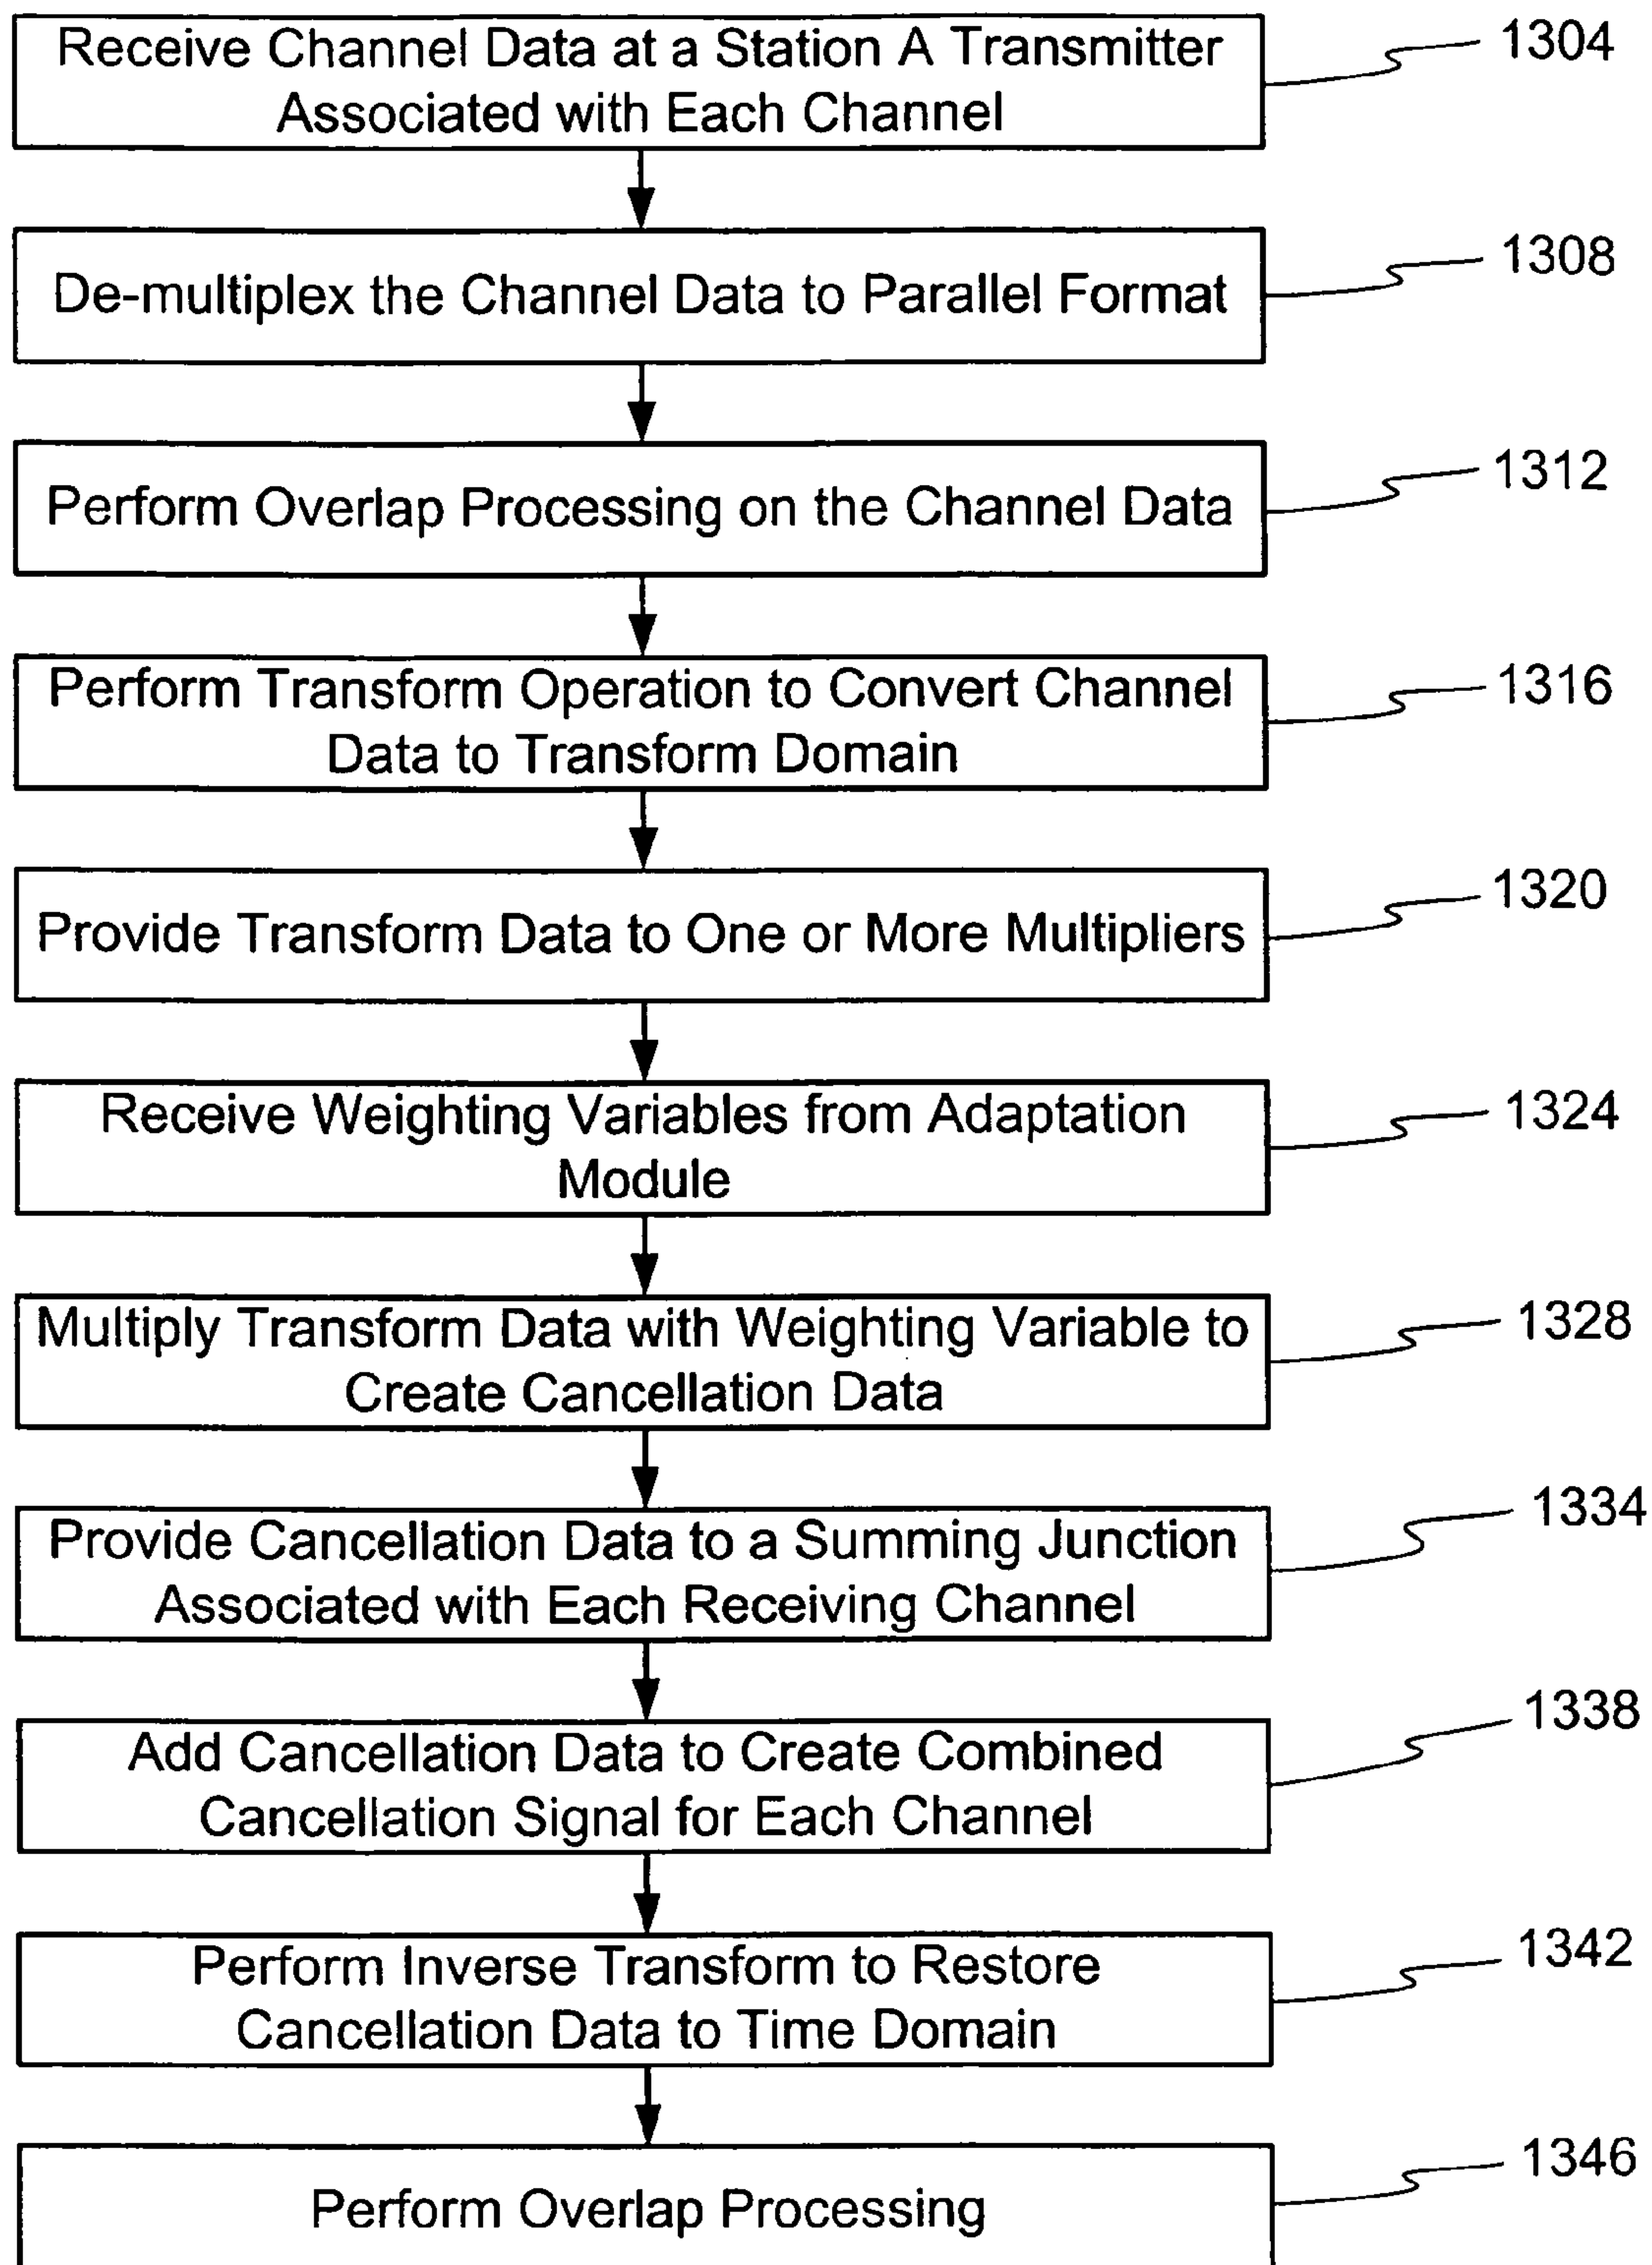 Receive Channel Data at a Station A Transmitter
Associated with Each Channel
1304
De-multiplex the Channel Data to Parallel Format
1308
Perform Overlap Processing on the Channel Data
1312
Perform Transform Operation to Convert Channel
Data to Transform Domain
1316
Provide Transform Data to One or More Multipliers
1320
Receive Weighting Variables from Adaptation
Module
1324
Multiply Transform Data with Weighting Variable to
Create Cancellation Data
1328
Provide Cancellation Data to a Summing Junction
Associated with Each Receiving Channel
1334
Add Cancellation Data to Create Combined
Cancellation Signal for Each Channel
1338
Perform Inverse Transform to Restore
Cancellation Data to Time Domain
1342
Perform Overlap Processing
1346